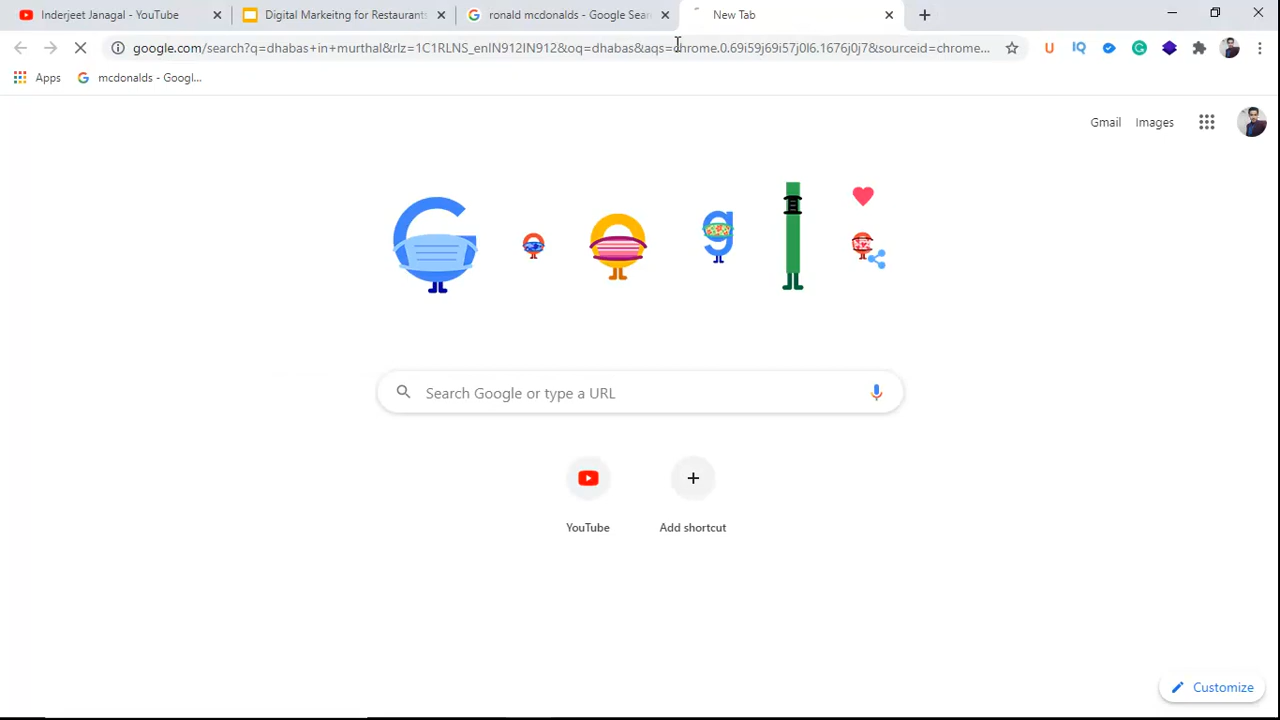 Inderjeet Janagal - YouTube
Digital Markeitng for Restaurants
ronald mcdonalds - Google Sear
New Tab
google.com/search?q=dhabas+in+murthal&rlz=1C1RLNS_enIN912IN912&oq=dhabas&aqs=chrome.0.69i59j69i57j0l6.1676j0j7&sourceid=chrome...
Apps
mcdonalds - Googl...
Gmail
Images
Google
Search Google or type a URL
YouTube
Add shortcut
Customize